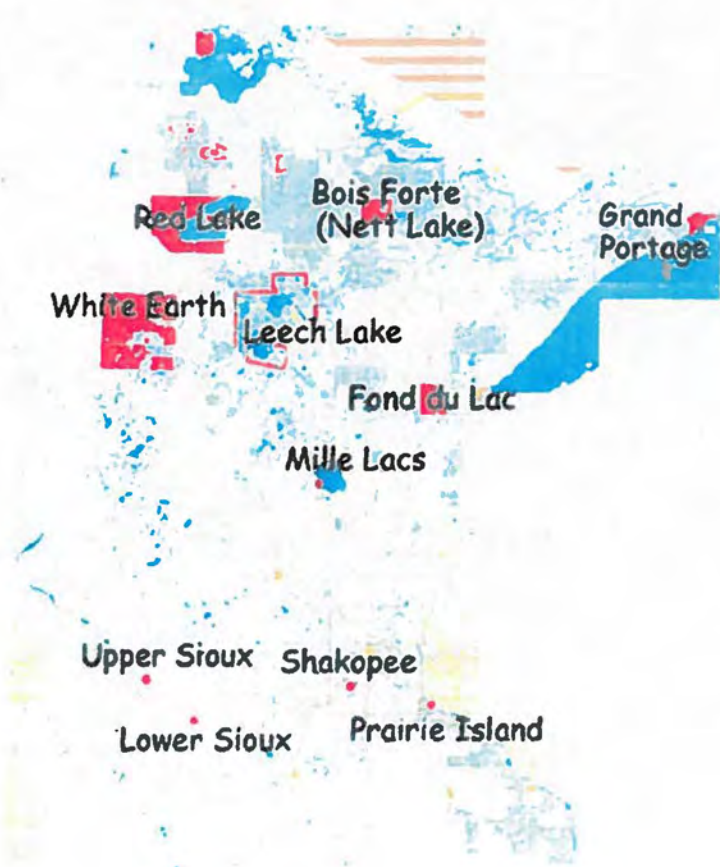 Bois Forte
(Nett Lake)
Red Lake
Grand
Portage
White Earth
Leech Lake
Fond du Lac
Mille Lacs
Upper Sioux
Shakopee
Lower Sioux
Prairie Island